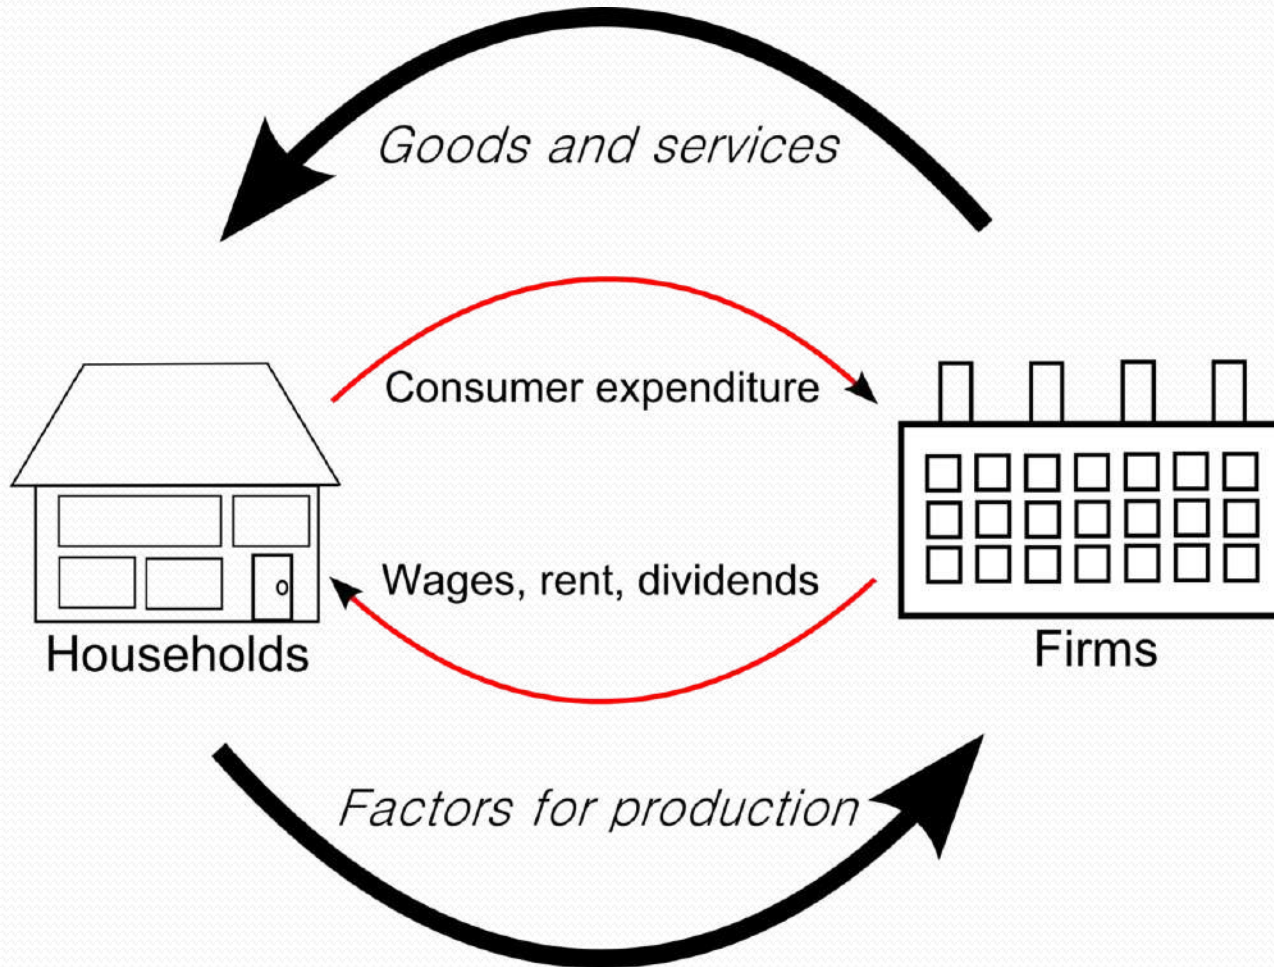 Goods and services
Consumer expenditure
Wages, rent, dividends
Households
Firms
Factors for production